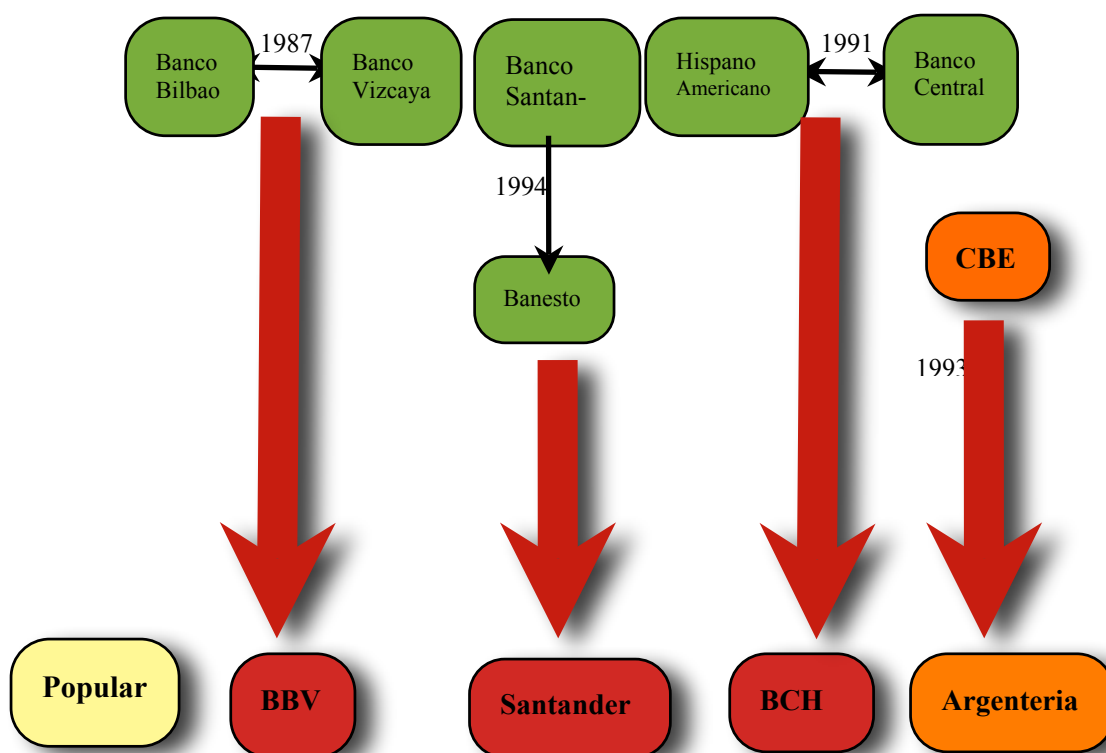 1987
1991
Banco
Bilbao
Banco
Vizcaya
Banco
Santan-
Hispano
Americano
Banco
Central
1994
CBE
Banesto
1993
Popular
BBV
Santander
BCH
Argenteria